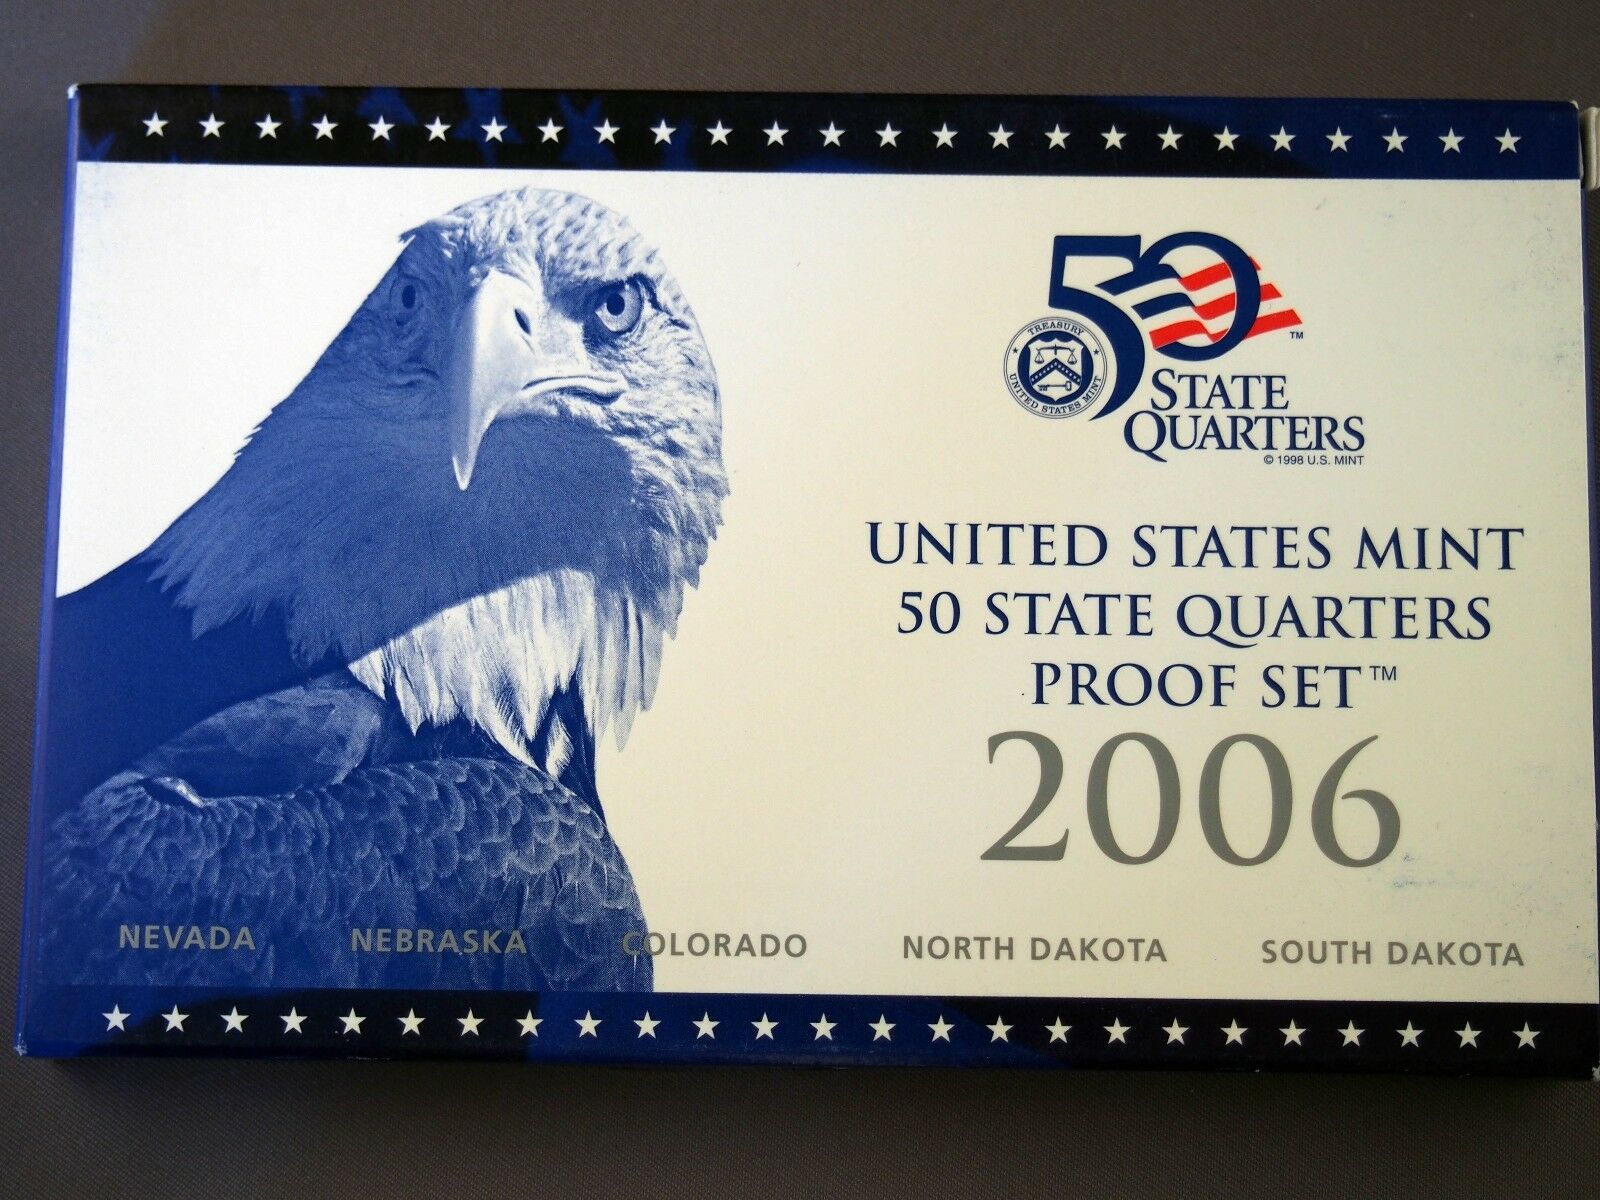 50
TM
TREASURY
UNITED STATES MINT
STATE
QUARTERS
© 1998 U.S. MINT
UNITED STATES MINT
50 STATE QUARTERS
PROOF SET™
2006
NEVADA NEBRASKA COLORADO NORTH DAKOTA SOUTH DAKOTA